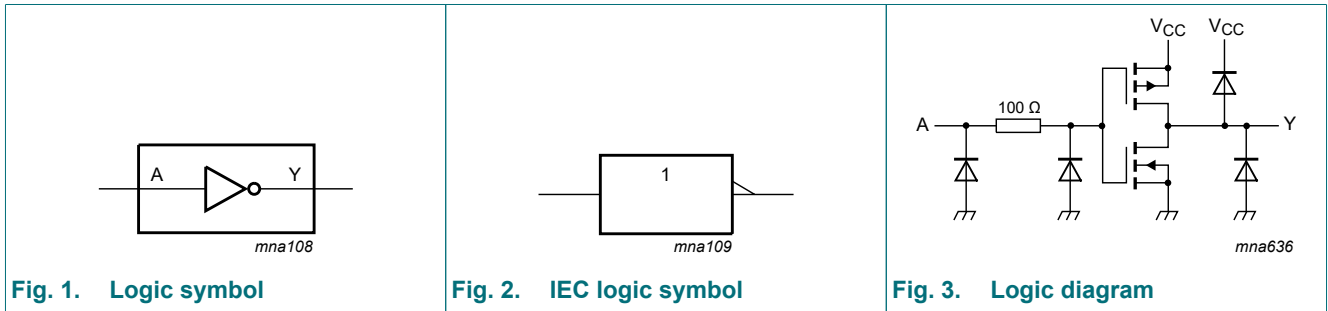 A Y
mna108
Fig. 1. Logic symbol
1
mna109
Fig. 2. IEC logic symbol
VCC VCC
100 Ω
A Y
mna636
Fig. 3. Logic diagram